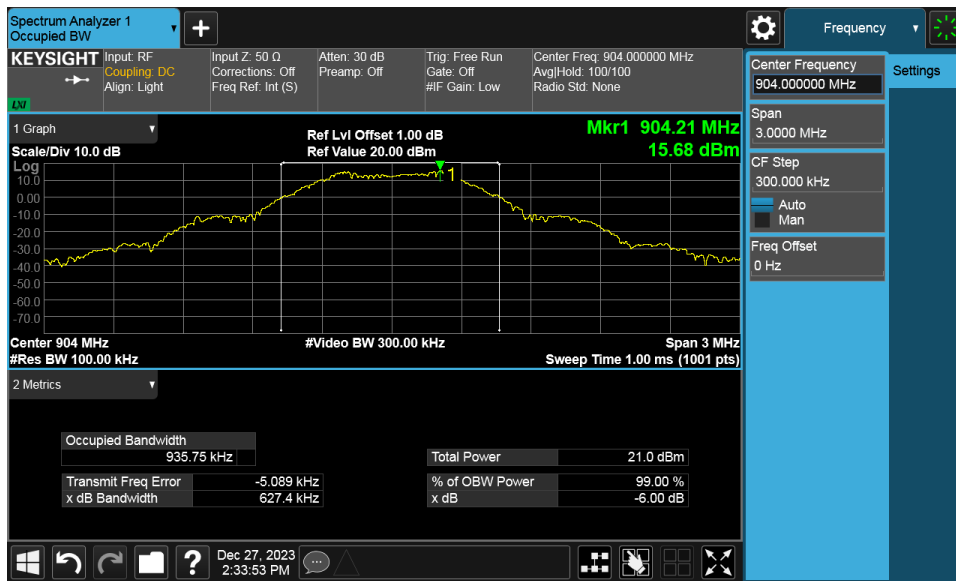 Spectrum Analyzer 1
Occupied BW
+
Frequency
KEYSIGHT
LXI
Input: RF
Coupling: DC
Align: Light
Input Z: 50 Ω
Corrections: Off
Freq Ref: Int (S)
Atten: 30 dB
Preamp: Off
Trig: Free Run
Gate: Off
#IF Gain: Low
Center Freq: 904.000000 MHz
Avg|Hold: 100/100
Radio Std: None
Center Frequency
904.000000 MHz
Settings
Span
3.0000 MHz
CF Step
300.000 kHz
Auto
Man
Freq Offset
0 Hz
1 Graph
Ref Lvl Offset 1.00 dB
Mkr1 904.21 MHz
Scale/Div 10.0 dB
Ref Value 20.00 dBm
15.68 dBm
Log
1
10.0
0.00
-10.0
-20.0
-30.0
-40.0
-50.0
-60.0
-70.0
Center 904 MHz
#Video BW 300.00 kHz
Span 3 MHz
#Res BW 100.00 kHz
Sweep Time 1.00 ms (1001 pts)
2 Metrics
Occupied Bandwidth
935.75 kHz
Total Power
21.0 dBm
Transmit Freq Error
-5.089 kHz
% of OBW Power
99.00 %
x dB Bandwidth
627.4 kHz
x dB
-6.00 dB
?
Dec 27, 2023
2:33:53 PM